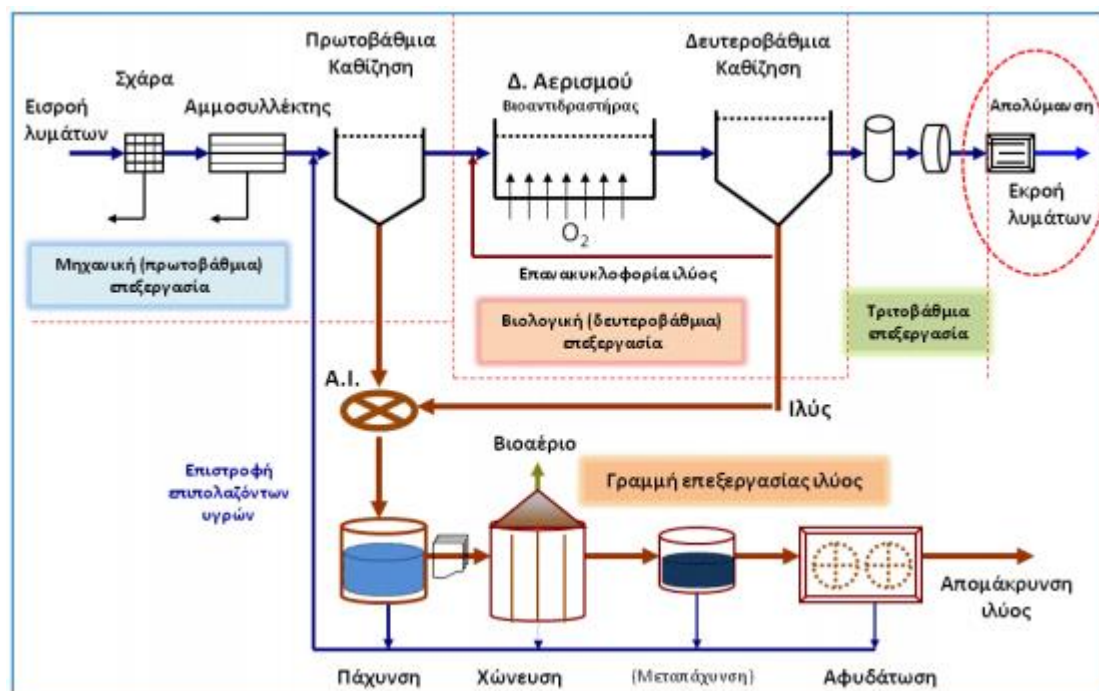 Πρωτοβάθμια
Καθίζηση
Δευτεροβάθμια
Καθίζηση
Σχάρα
Δ. Αερισμού
Βιοαντιδραστήρας
Εισροή
λυμάτων
Αμμοσυλλέκτης
Απολύμανση
Εκροή
λυμάτων
O2
Επανακυκλοφορία ιλύος
Μηχανική (πρωτοβάθμια)
επεξεργασία
Βιολογική (δευτεροβάθμια)
επεξεργασία
Τριτοβάθμια
επεξεργασία
Α.Ι.
Ιλύς
Βιοαέριο
Γραμμή επεξεργασίας ιλύος
Επιστροφή
επιπολαζόντων
υγρών
Απομάκρυνση
ιλύος
Πάχυνση
Χώνευση
(Μεταπάχυνση)
Αφυδάτωση